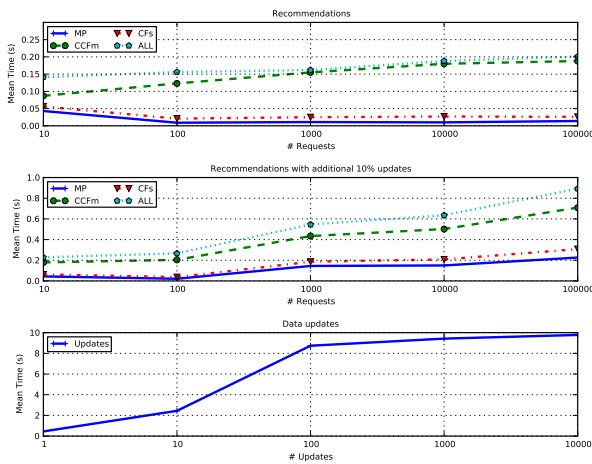 Recommendations
MP
CFs
CCFm
ALL
0.25
0.20
0.15
0.10
0.05
0.00
Mean Time (s)
10
100
1000
10000
100000
# Requests
Recommendations with additional 10% updates
MP
CFs
CCFm
ALL
1.0
0.8
0.6
0.4
0.2
0.0
Mean Time (s)
10
100
1000
10000
100000
# Requests
Data updates
Updates
10
8
6
4
2
0
Mean Time (s)
1
10
100
1000
10000
# Updates